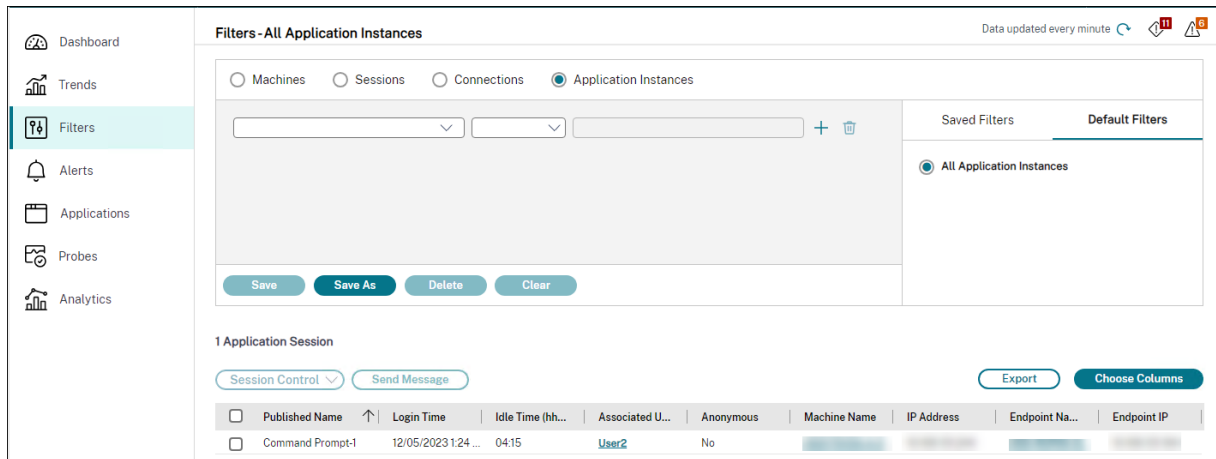 Filters - All Application Instances
Data updated every minute
11
6
Dashboard
Trends
Filters
Alerts
Applications
Probes
Analytics
Machines Sessions Connections Application Instances
Saved Filters Default Filters
All Application Instances
Save Save As Delete Clear
1 Application Session
Session Control Send Message Export Choose Columns
Published Name Login Time Idle Time (hh... Associated U... Anonymous Machine Name IP Address Endpoint Na... Endpoint IP
Command Prompt-1 12/05/2023 1:24 ... 04:15 User2 No